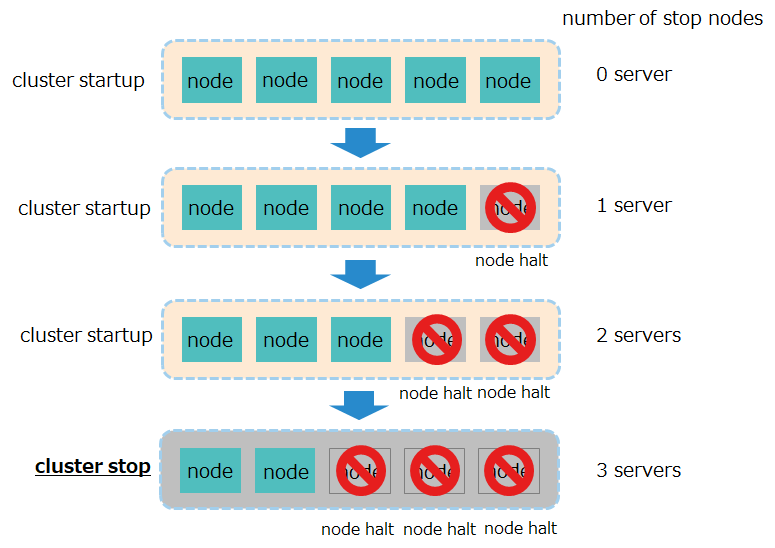 number of stop nodes
cluster startup node node node node node 0 server
cluster startup node node node node node 1 server
node halt
cluster startup node node node node node 2 servers
node halt node halt
cluster stop node node node node node 3 servers
node halt node halt node halt